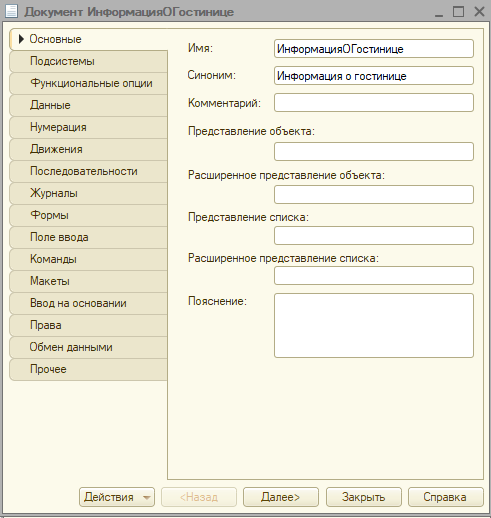 Документ ИнформацияОГостинице
Основные
Подсистемы
Функциональные опции
Данные
Нумерация
Движения
Последовательности
Журналы
Формы
Поле ввода
Команды
Макеты
Ввод на основании
Права
Обмен данными
Прочее
Имя: ИнформацияОГостинице
Синоним: Информация о гостинице
Комментарий:
Представление объекта:
Расширенное представление объекта:
Представление списка:
Расширенное представление списка:
Пояснение:
Действия <Назад Далее> Закрыть Справка